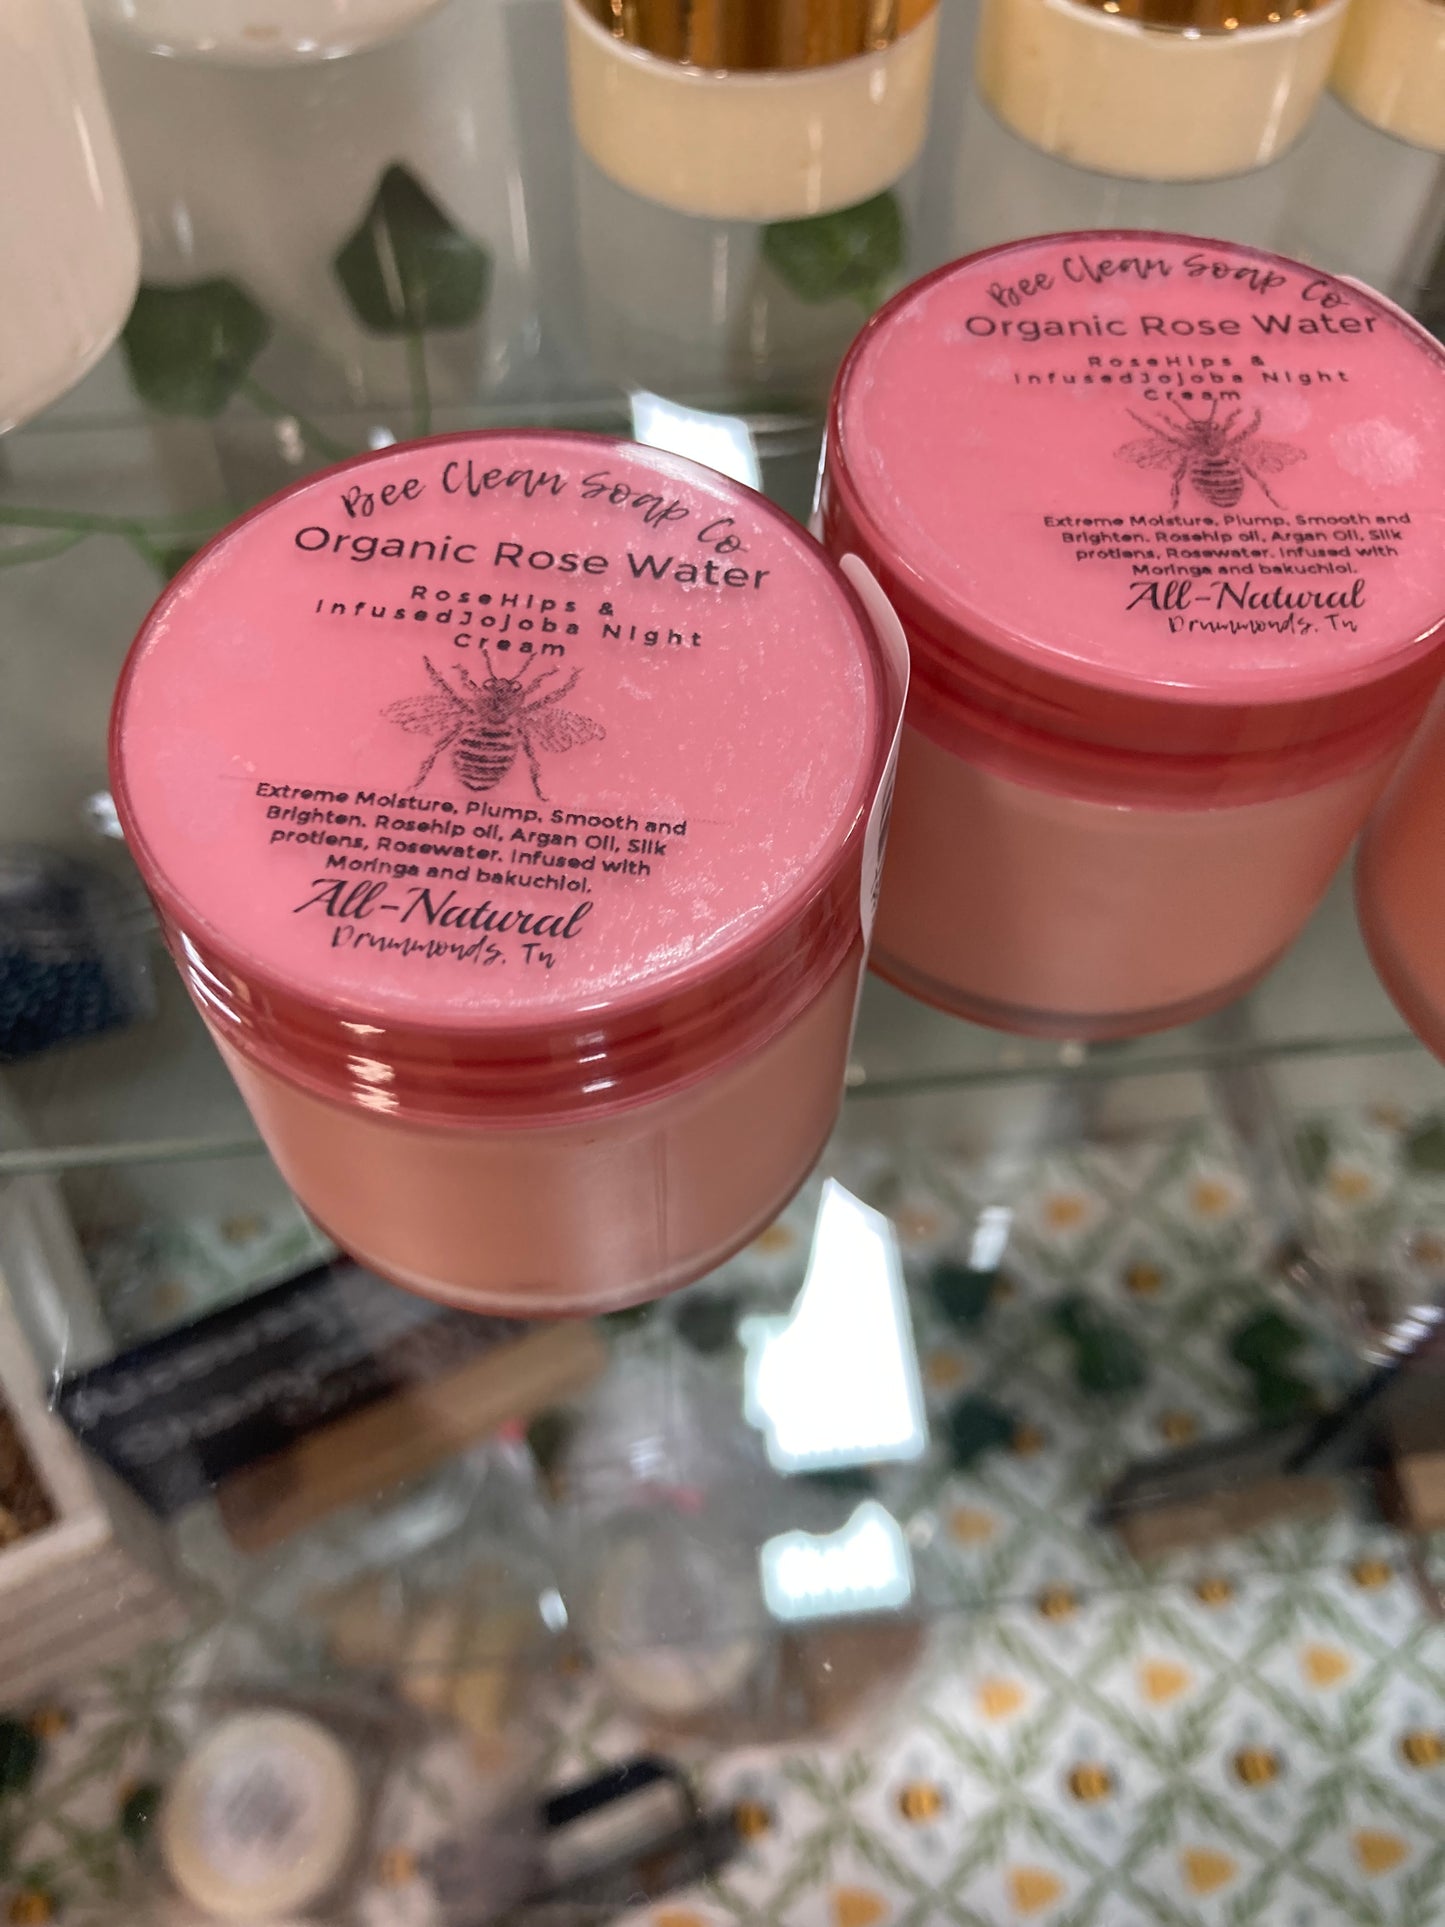 Bee Clean Soap Co
Organic Rose Water
RoseHips &
InfusedJojoba Night
Cream
Extreme Moisture, Plump, Smooth and
Brighten. Rosehip oil, Argan Oil, Silk
protiens, Rosewater. Infused with
Moringa and bakuchiol.
All-Natural
Drummonds, Tn
Bee Clean Soap Co
Organic Rose Water
RoseHips &
InfusedJojoba Night
Cream
Extreme Moisture, Plump, Smooth and
Brighten. Rosehip oil, Argan Oil, Silk
protiens, Rosewater. Infused with
Moringa and bakuchiol.
All-Natural
Drummonds, Tn